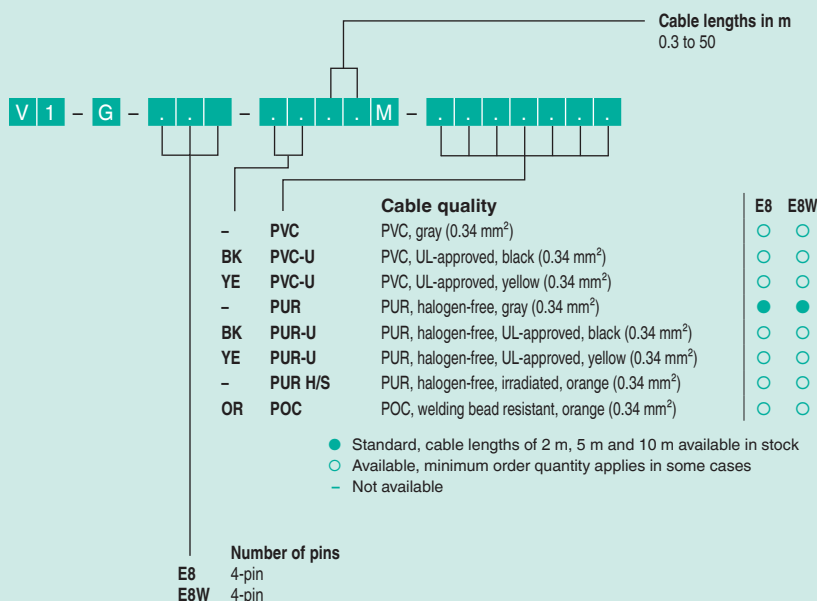 Cable lengths in m
0.3 to 50
V 1 – G – . . – . . . . M – . . . . . . .
Cable quality E8 E8W
– PVC PVC, gray (0.34 mm²) ○ ○
BK PVC-U PVC, UL-approved, black (0.34 mm²) ○ ○
YE PVC-U PVC, UL-approved, yellow (0.34 mm²) ○ ○
– PUR PUR, halogen-free, gray (0.34 mm²) ● ●
BK PUR-U PUR, halogen-free, UL-approved, black (0.34 mm²) ○ ○
YE PUR-U PUR, halogen-free, UL-approved, yellow (0.34 mm²) ○ ○
– PUR H/S PUR, halogen-free, irradiated, orange (0.34 mm²) ○ ○
OR POC POC, welding bead resistant, orange (0.34 mm²) ○ ○
● Standard, cable lengths of 2 m, 5 m and 10 m available in stock
○ Available, minimum order quantity applies in some cases
– Not available
Number of pins
E8 4-pin
E8W 4-pin